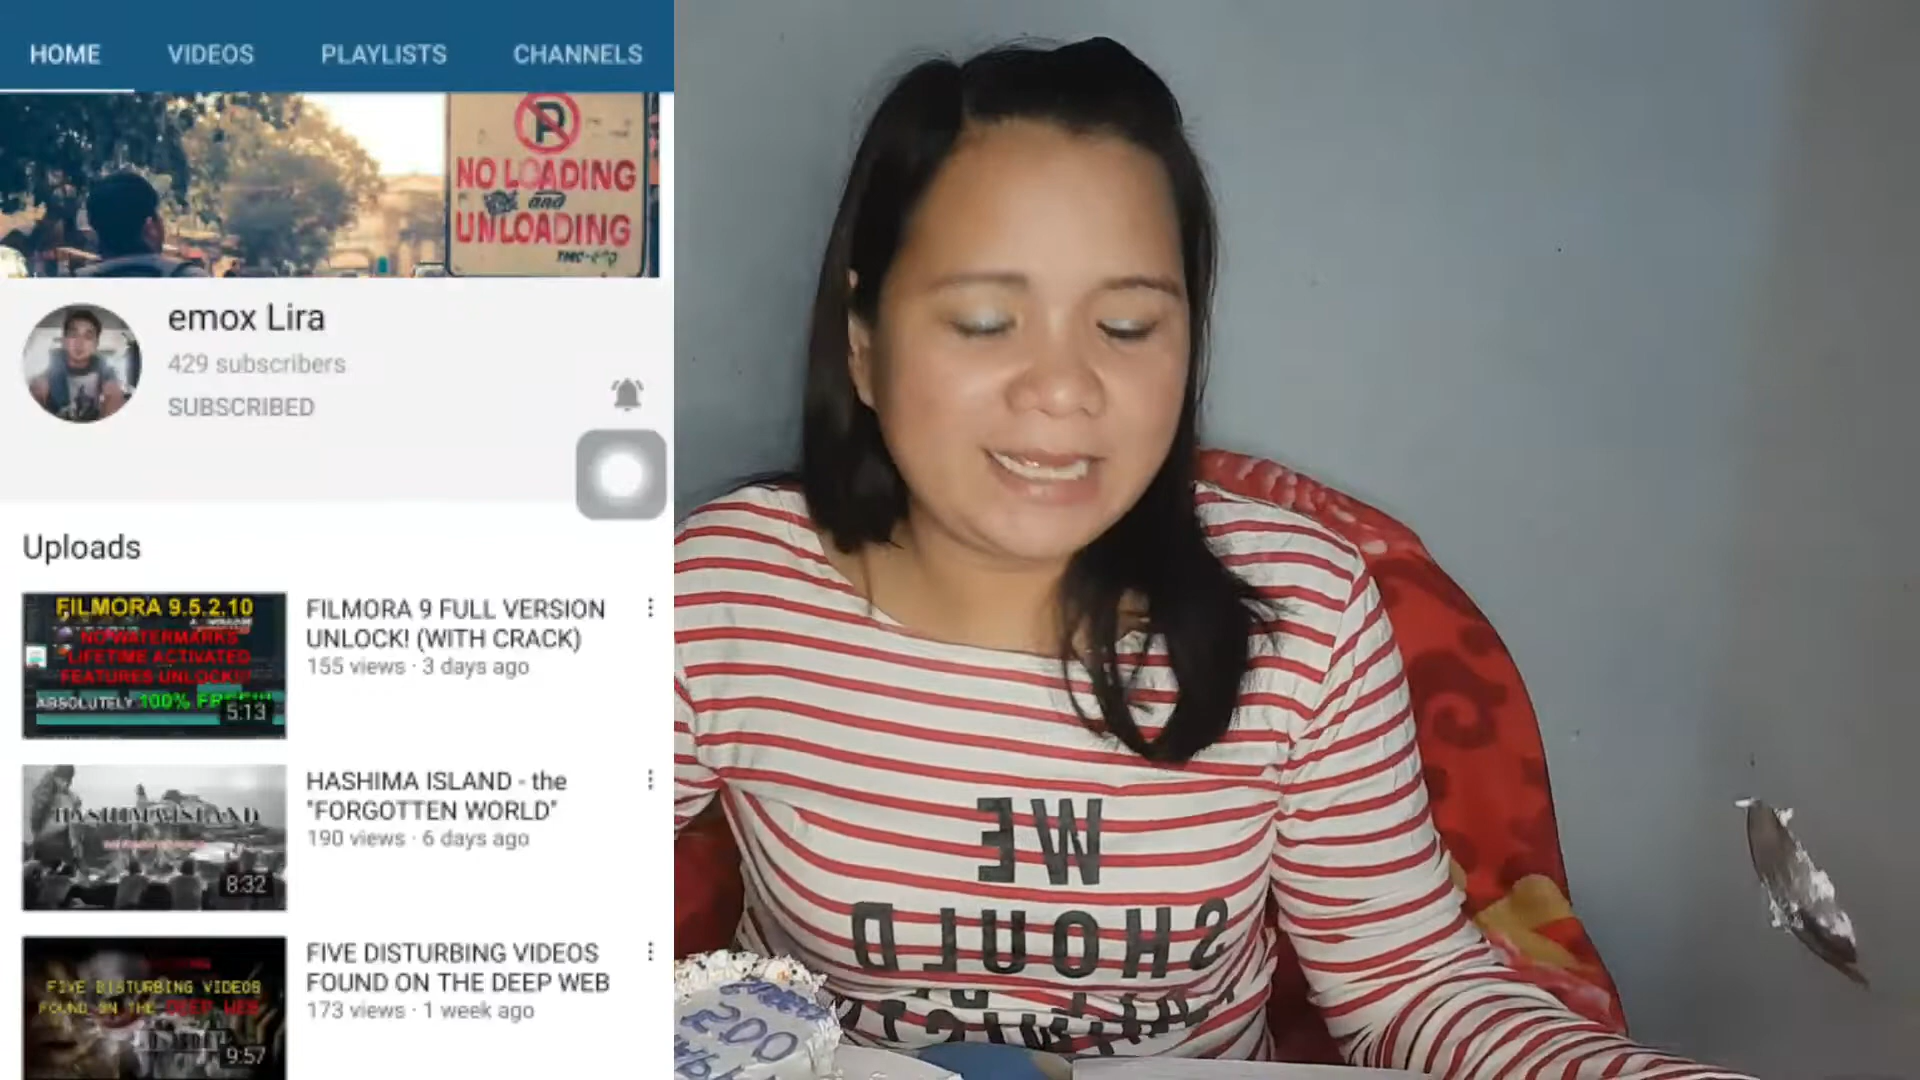 HOME VIDEOS PLAYLISTS CHANNELS
P
NO LOADING
and
UNLOADING
emox Lira
429 subscribers
SUBSCRIBED
Uploads
FILMORA 9.5.2.10
NO WATERMARKS
LIFETIME ACTIVATED
FEATURES UNLOCK!!!
ABSOLUTELY 100%
5:13
FILMORA 9 FULL VERSION
UNLOCK! (WITH CRACK)
155 views · 3 days ago
HASHIMA ISLAND
8:32
HASHIMA ISLAND - the
"FORGOTTEN WORLD"
190 views · 6 days ago
FIVE DISTURBING VIDEOS
FOUND ON THE DEEP WEB
9:57
FIVE DISTURBING VIDEOS
FOUND ON THE DEEP WEB
173 views · 1 week ago
WE
SHOULD
200